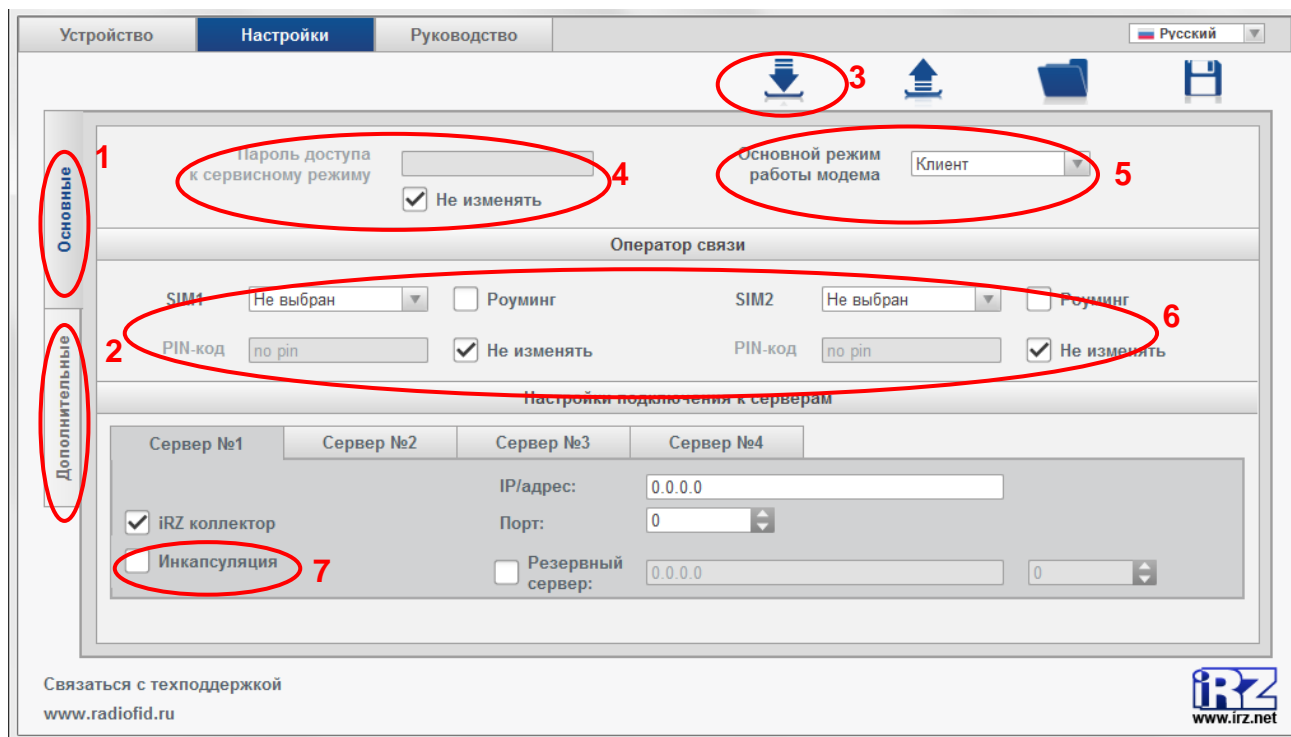 Устройство Настройки Руководство Русский
3
1
Пароль доступа
к сервисному режиму
4
Не изменять
Основной режим
работы модема
Клиент
5
Основные
Оператор связи
SIM1 Не выбран Роуминг SIM2 Не выбран Роуминг
6
2
PIN-код no pin Не изменять PIN-код no pin Не изменять
Дополнительные
Настройки подключения к серверам
Сервер №1 Сервер №2 Сервер №3 Сервер №4
IP/адрес: 0.0.0.0
iRZ коллектор Порт: 0
Инкапсуляция 7
Резервный
сервер:
0.0.0.0 0
Связаться с техподдержкой
www.radiofid.ru
iRZ
www.irz.net